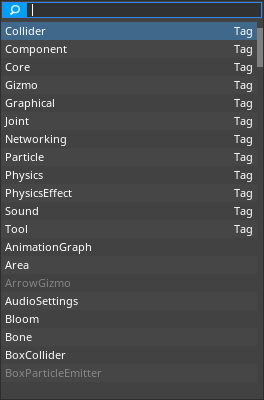 Collider Tag
Component Tag
Core Tag
Gizmo Tag
Graphical Tag
Joint Tag
Networking Tag
Particle Tag
Physics Tag
PhysicsEffect Tag
Sound Tag
Tool Tag
AnimationGraph
Area
ArrowGizmo
AudioSettings
Bloom
Bone
BoxCollider
BoxParticleEmitter